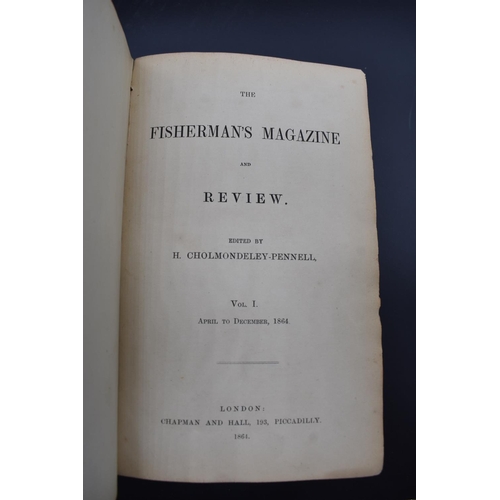 THE
FISHERMAN'S MAGAZINE
AND
REVIEW.
EDITED BY
H. CHOLMONDELEY-PENNELL,
VOL. I.
APRIL TO DECEMBER, 1864
LONDON:
CHAPMAN AND HALL, 193, PICCADILLY.
1864.